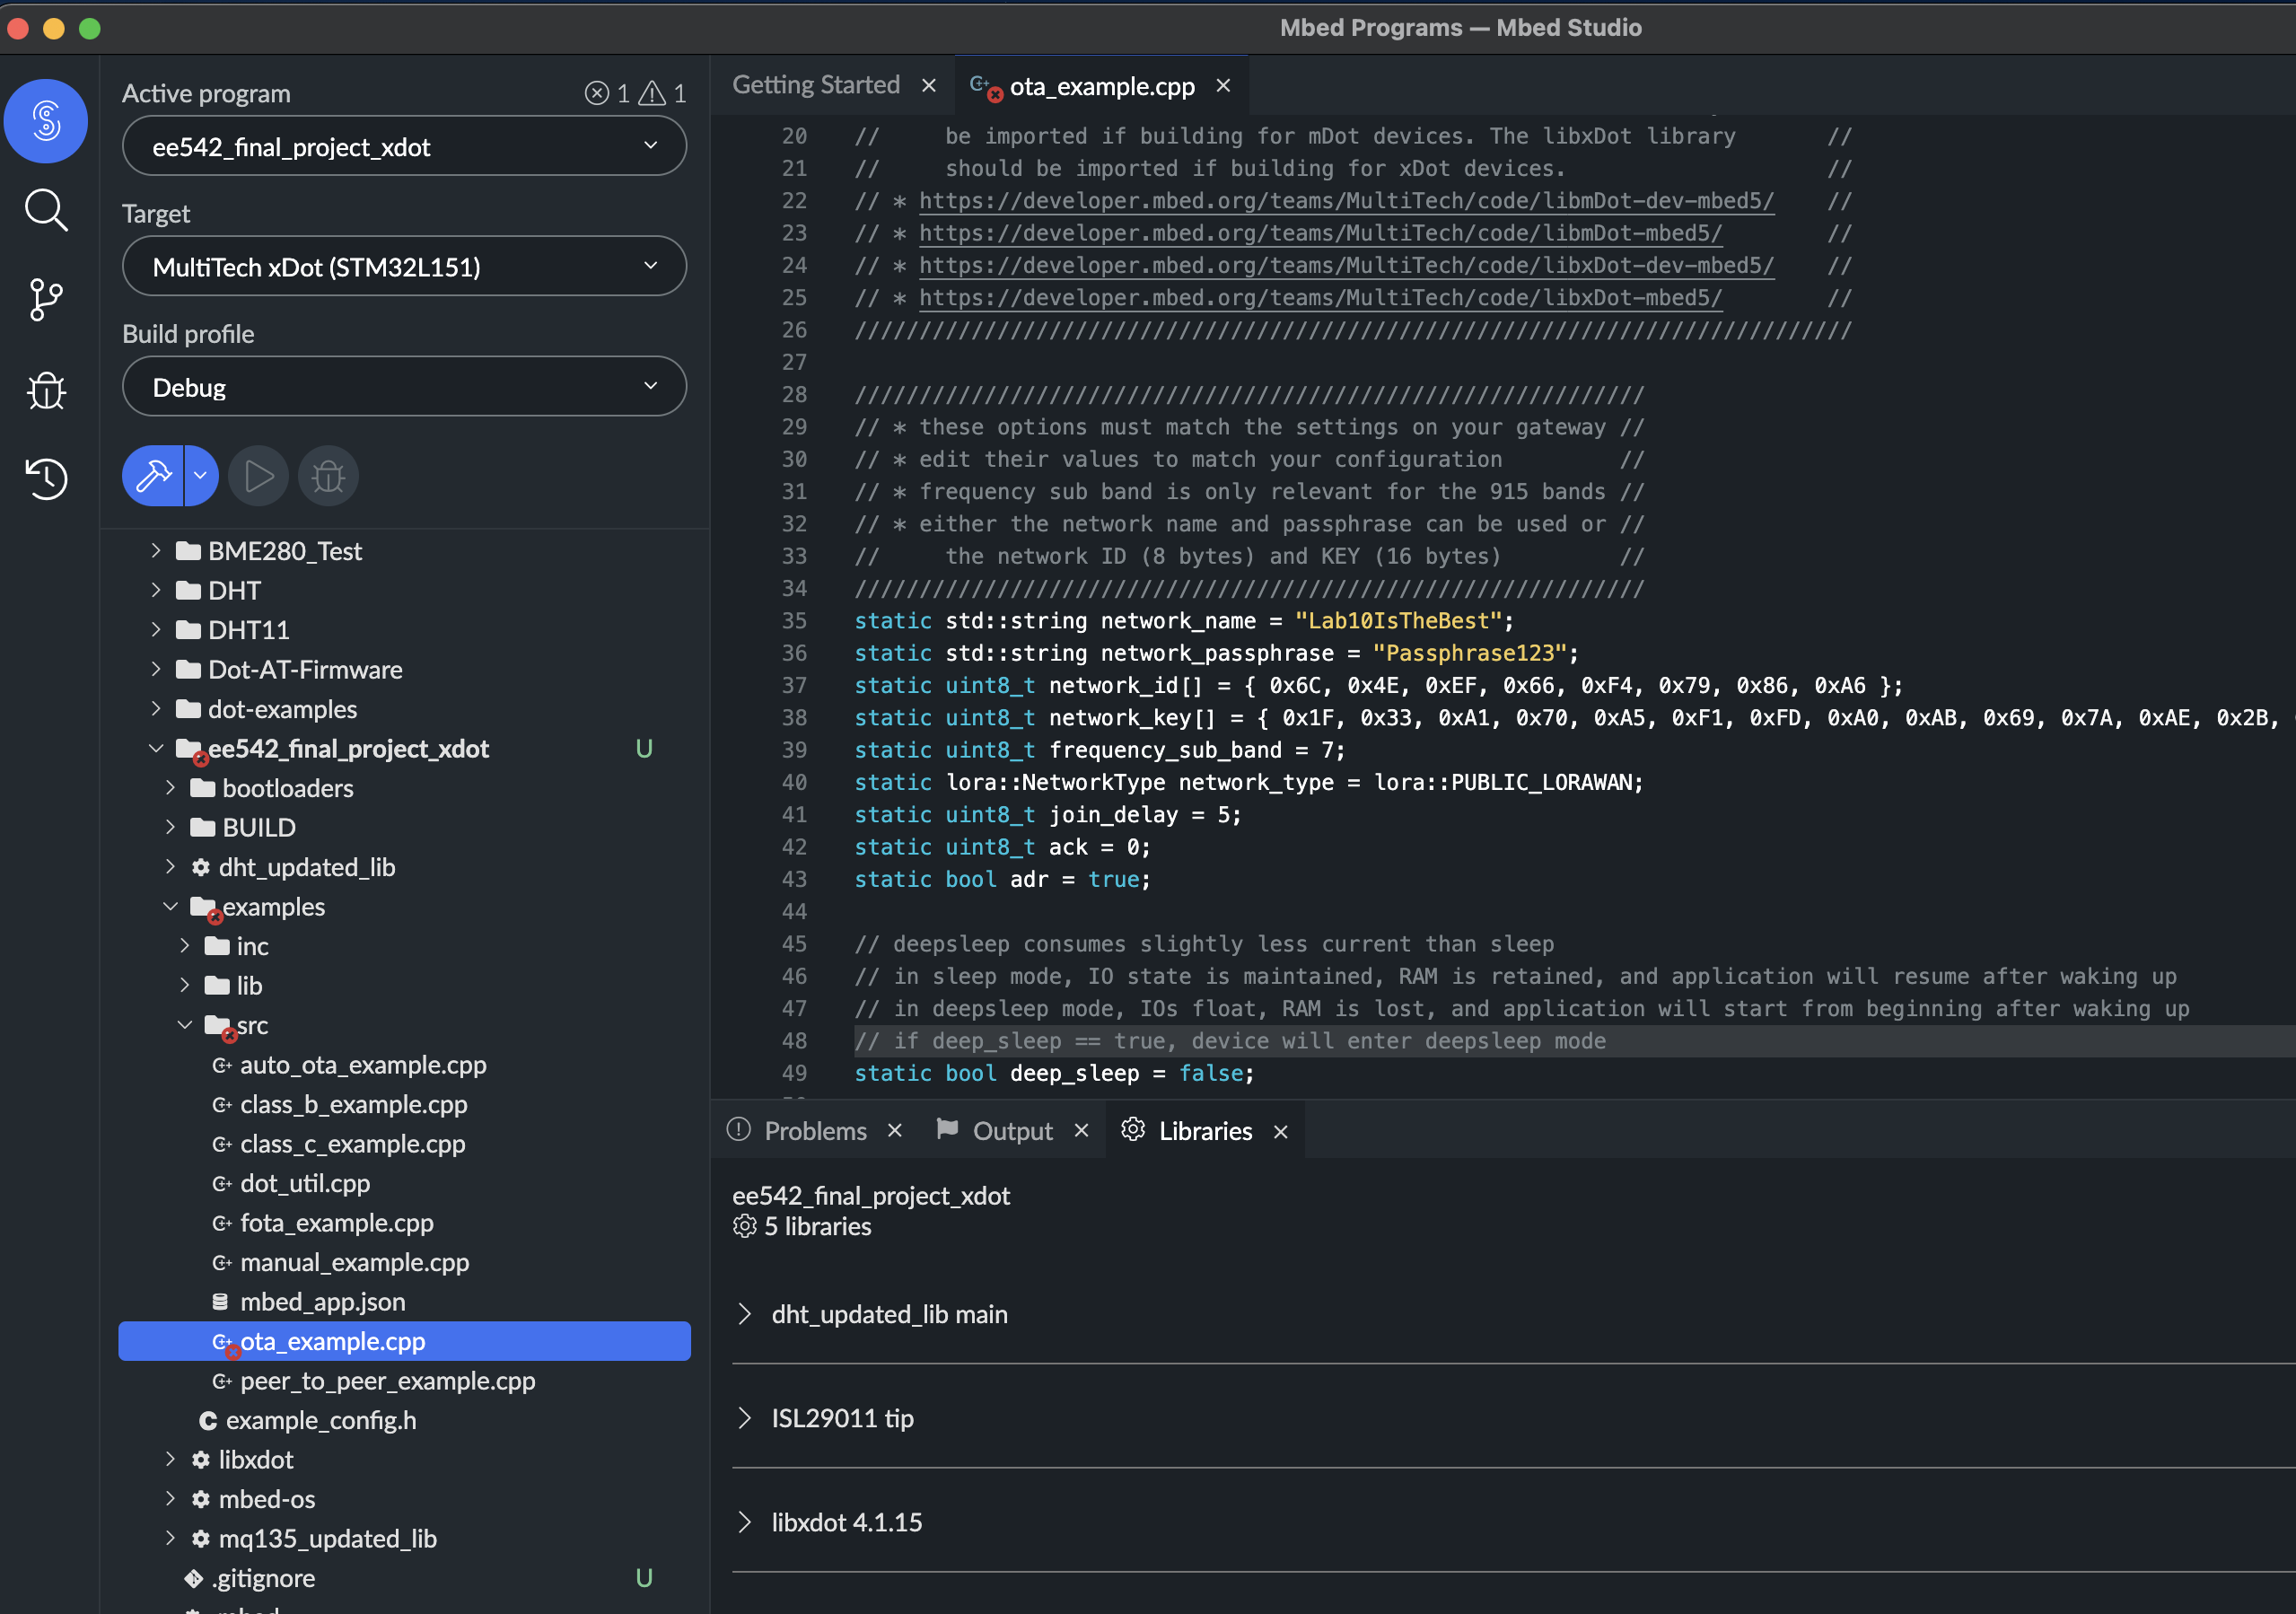 Mbed Programs — Mbed Studio
Active program
1
1
ee542_final_project_xdot
Target
MultiTech xDot (STM32L151)
Build profile
Debug
BME280_Test
DHT
DHT11
Dot-AT-Firmware
dot-examples
ee542_final_project_xdot U
bootloaders
BUILD
dht_updated_lib
examples
inc
lib
src
auto_ota_example.cpp
class_b_example.cpp
class_c_example.cpp
dot_util.cpp
fota_example.cpp
manual_example.cpp
mbed_app.json
ota_example.cpp
peer_to_peer_example.cpp
example_config.h
libxdot
mbed-os
mq135_updated_lib
.gitignore U
Getting Started
ota_example.cpp
20 //     be imported if building for mDot devices. The libxDot library       //
21 //     should be imported if building for xDot devices.                    //
22 // * https://developer.mbed.org/teams/MultiTech/code/libmDot-dev-mbed5/    //
23 // * https://developer.mbed.org/teams/MultiTech/code/libmDot-mbed5/        //
24 // * https://developer.mbed.org/teams/MultiTech/code/libxDot-dev-mbed5/    //
25 // * https://developer.mbed.org/teams/MultiTech/code/libxDot-mbed5/        //
26 /////////////////////////////////////////////////////////////////////////////
27
28 /////////////////////////////////////////////////////////////
29 // * these options must match the settings on your gateway //
30 // * edit their values to match your configuration         //
31 // * frequency sub band is only relevant for the 915 bands //
32 // * either the network name and passphrase can be used or //
33 //     the network ID (8 bytes) and KEY (16 bytes)         //
34 /////////////////////////////////////////////////////////////
35 static std::string network_name = "Lab10IsTheBest";
36 static std::string network_passphrase = "Passphrase123";
37 static uint8_t network_id[] = { 0x6C, 0x4E, 0xEF, 0x66, 0xF4, 0x79, 0x86, 0xA6 };
38 static uint8_t network_key[] = { 0x1F, 0x33, 0xA1, 0x70, 0xA5, 0xF1, 0xFD, 0xA0, 0xAB, 0x69, 0x7A, 0xAE, 0x2B,
39 static uint8_t frequency_sub_band = 7;
40 static lora::NetworkType network_type = lora::PUBLIC_LORAWAN;
41 static uint8_t join_delay = 5;
42 static uint8_t ack = 0;
43 static bool adr = true;
44
45 // deepsleep consumes slightly less current than sleep
46 // in sleep mode, IO state is maintained, RAM is retained, and application will resume after waking up
47 // in deepsleep mode, IOs float, RAM is lost, and application will start from beginning after waking up
48 // if deep_sleep == true, device will enter deepsleep mode
49 static bool deep_sleep = false;
Problems
Output
Libraries
ee542_final_project_xdot
5 libraries
dht_updated_lib main
ISL29011 tip
libxdot 4.1.15